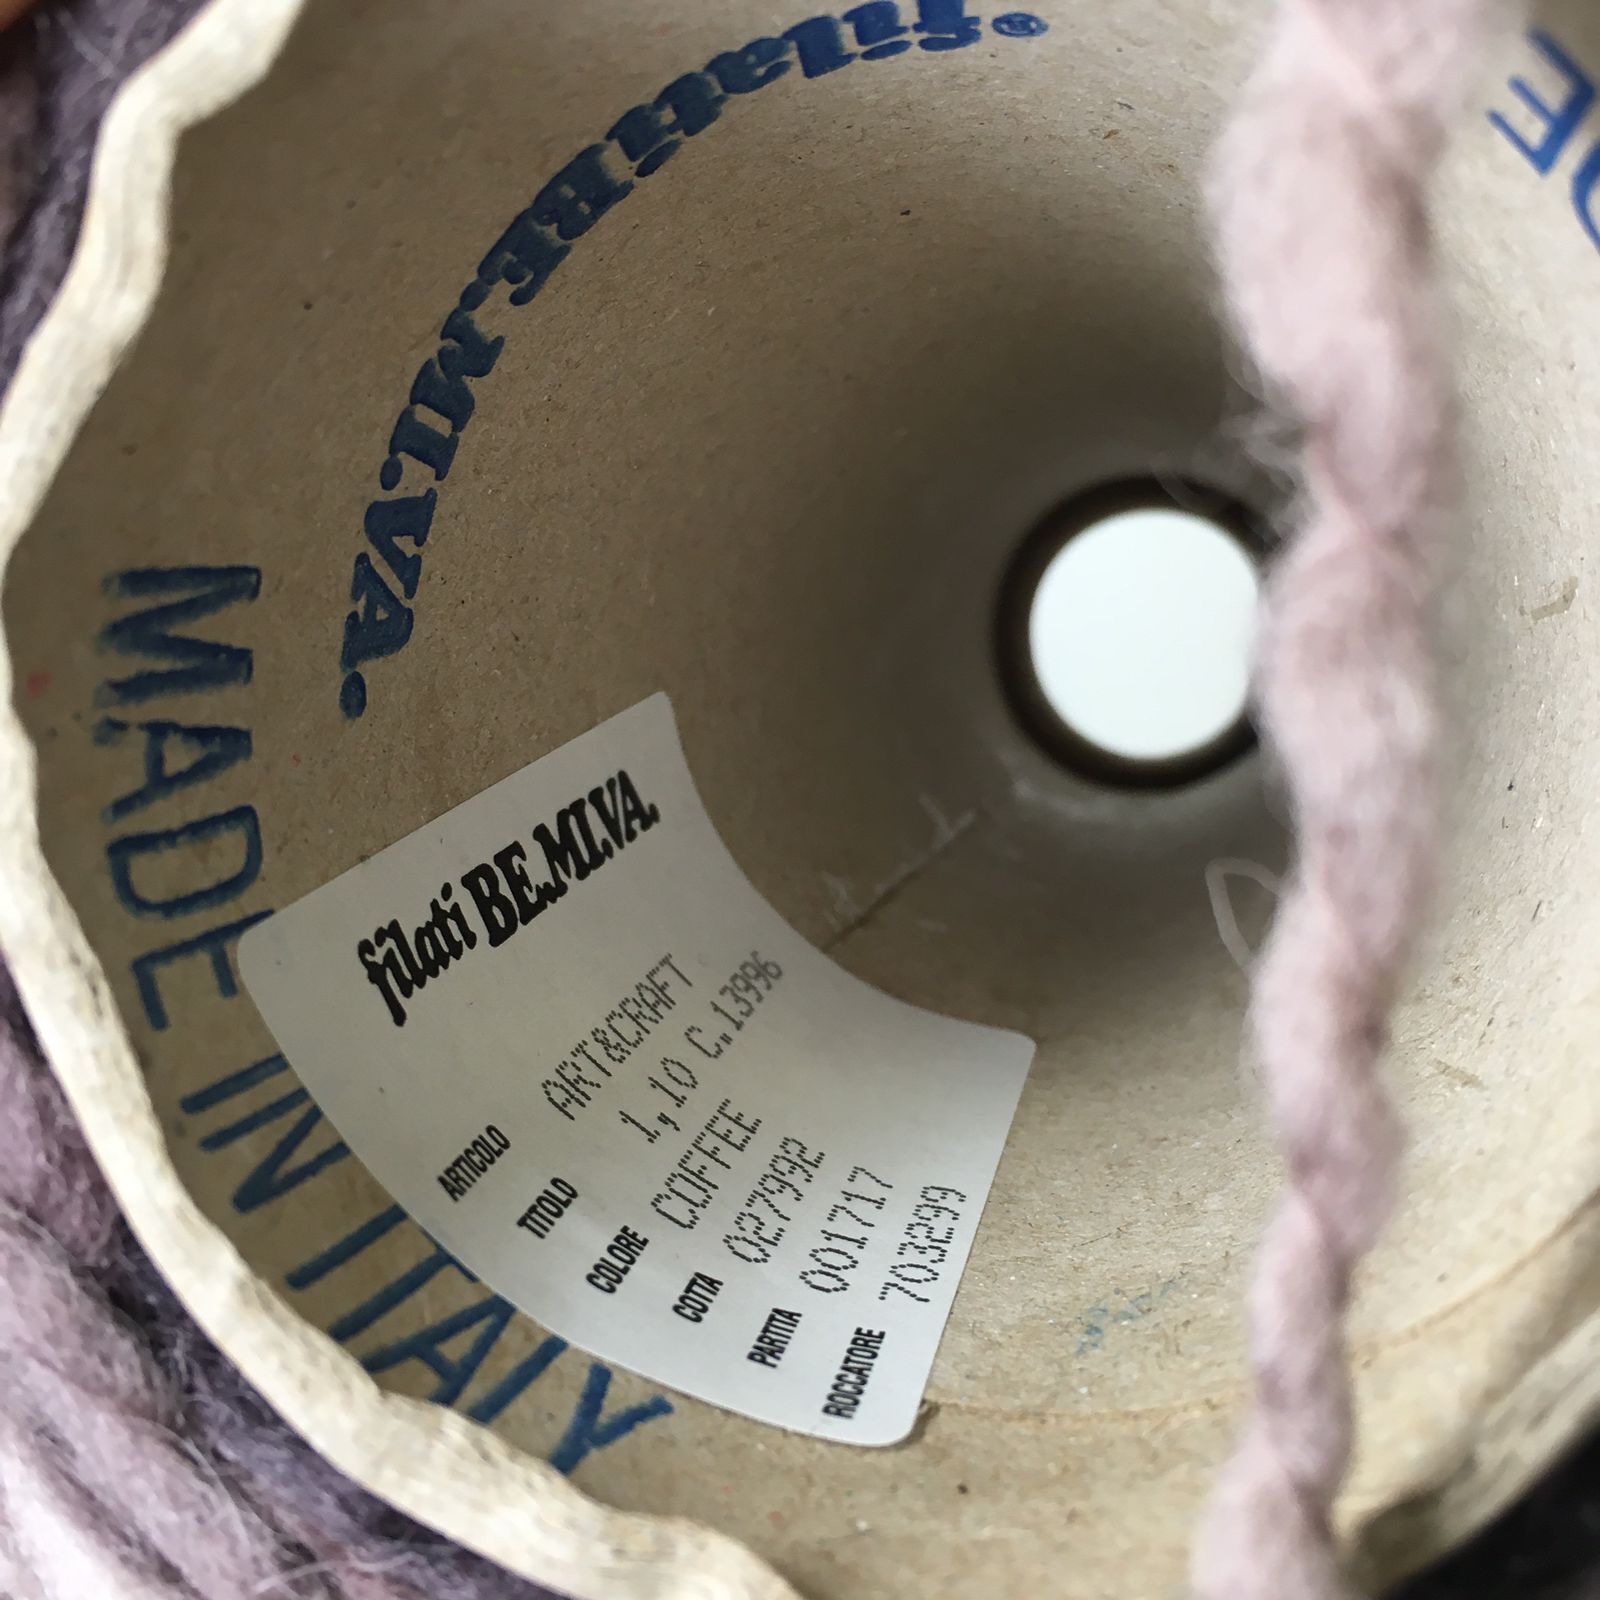 filati BE.MI.VA.®
MADE IN ITALY
filati BE.MI.VA.
ARTICOLO ART&CRAFT
TITOLO 1,10 C.13996
COLORE COFFEE
COTTA 027992
PARTITA 001717
ROCCATORE 703299